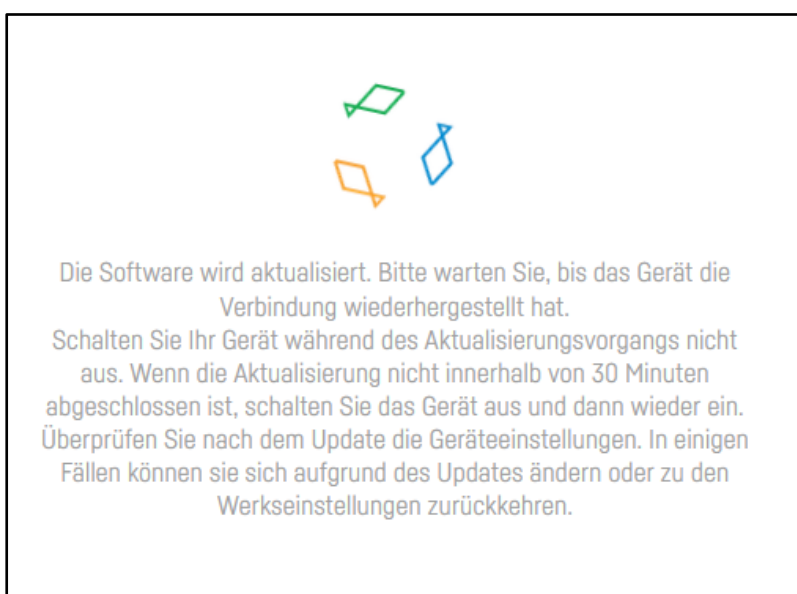 Die Software wird aktualisiert. Bitte warten Sie, bis das Gerät die
Verbindung wiederhergestellt hat.
Schalten Sie Ihr Gerät während des Aktualisierungsvorgangs nicht
aus. Wenn die Aktualisierung nicht innerhalb von 30 Minuten
abgeschlossen ist, schalten Sie das Gerät aus und dann wieder ein.
Überprüfen Sie nach dem Update die Geräteeinstellungen. In einigen
Fällen können sie sich aufgrund des Updates ändern oder zu den
Werkseinstellungen zurückkehren.